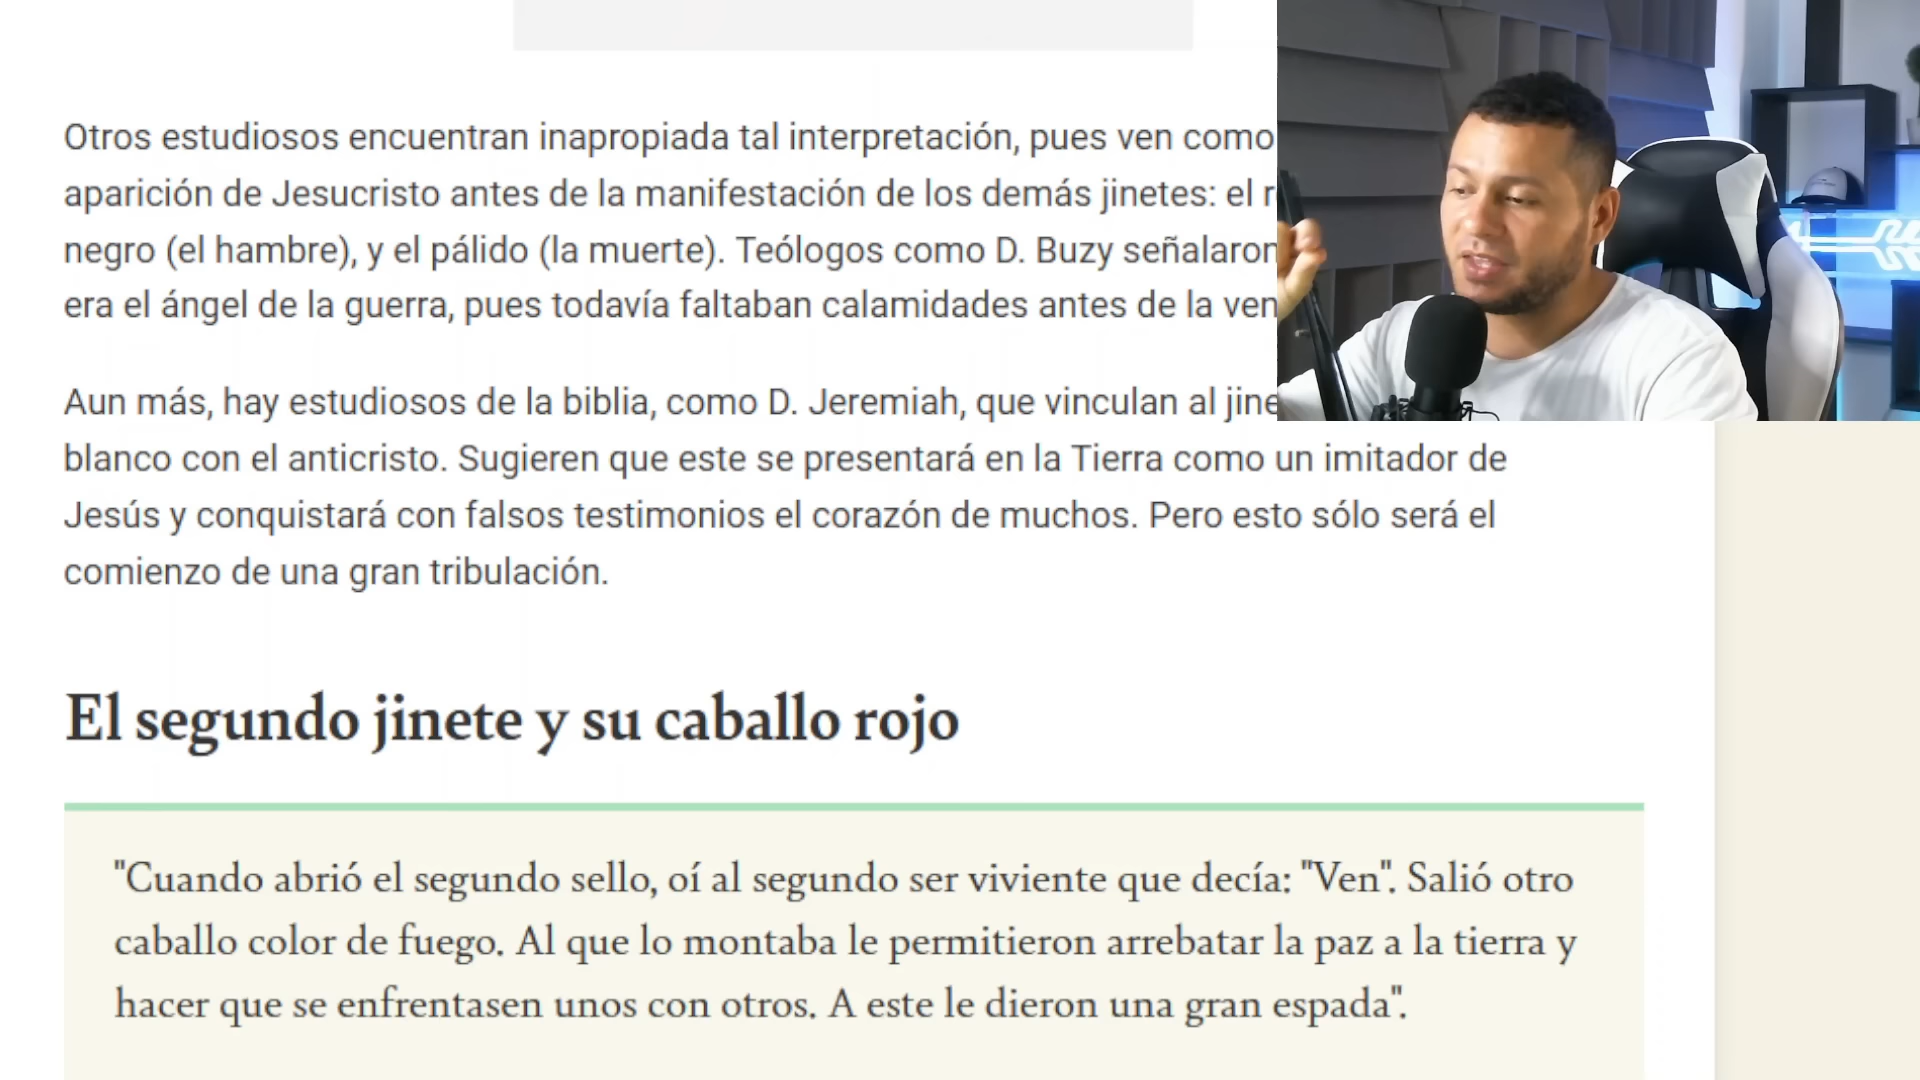 Otros estudiosos encuentran inapropiada tal interpretación, pues ven como
aparición de Jesucristo antes de la manifestación de los demás jinetes: el
negro (el hambre), y el pálido (la muerte). Teólogos como D. Buzy señalaron
era el ángel de la guerra, pues todavía faltaban calamidades antes de la
Aun más, hay estudiosos de la biblia, como D. Jeremiah, que vinculan al
blanco con el anticristo. Sugieren que este se presentará en la Tierra como un imitador de
Jesús y conquistará con falsos testimonios el corazón de muchos. Pero esto sólo será el
comienzo de una gran tribulación.
El segundo jinete y su caballo rojo
"Cuando abrió el segundo sello, oí al segundo ser viviente que decía: "Ven". Salió otro
caballo color de fuego. Al que lo montaba le permitieron arrebatar la paz a la tierra y
hacer que se enfrentasen unos con otros. A este le dieron una gran espada".